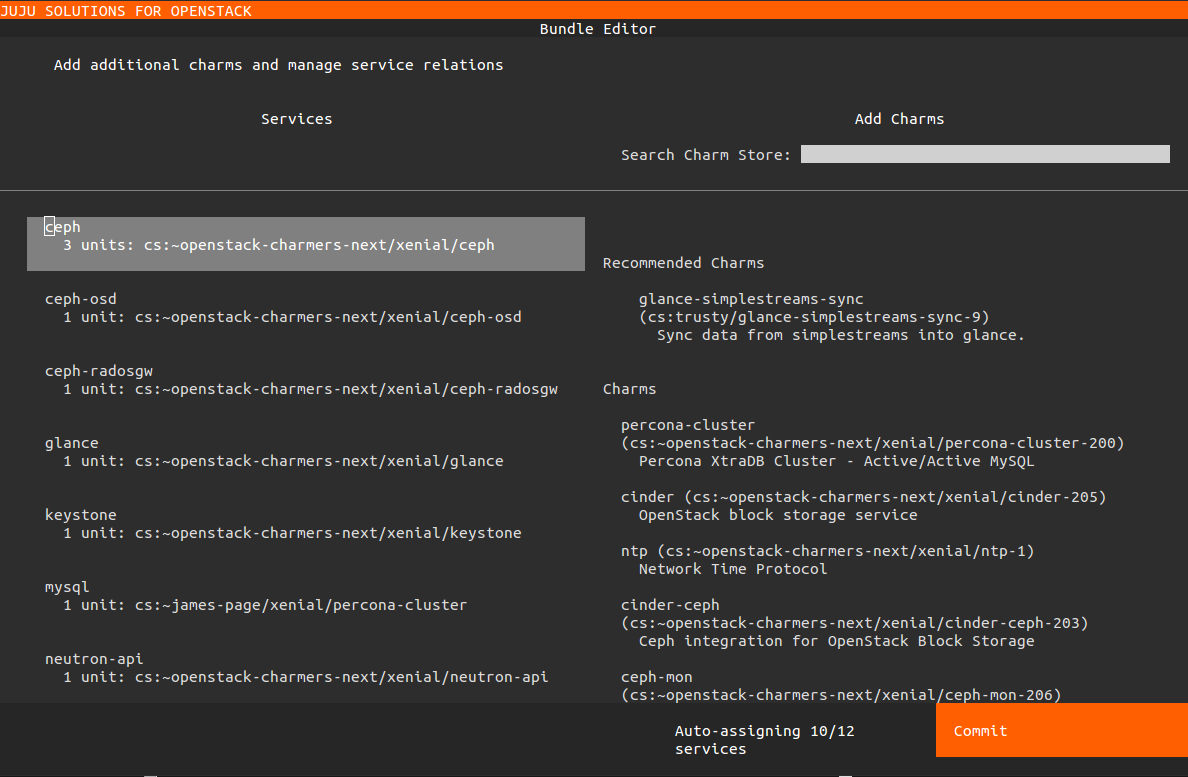 JUJU SOLUTIONS FOR OPENSTACK
Bundle Editor
Add additional charms and manage service relations
Services
ceph
3 units: cs:~openstack-charmers-next/xenial/ceph
ceph-osd
1 unit: cs:~openstack-charmers-next/xenial/ceph-osd
ceph-radosgw
1 unit: cs:~openstack-charmers-next/xenial/ceph-radosgw
glance
1 unit: cs:~openstack-charmers-next/xenial/glance
keystone
1 unit: cs:~openstack-charmers-next/xenial/keystone
mysql
1 unit: cs:~james-page/xenial/percona-cluster
neutron-api
1 unit: cs:~openstack-charmers-next/xenial/neutron-api
Add Charms
Search Charm Store:
Recommended Charms
glance-simplestreams-sync
(cs:trusty/glance-simplestreams-sync-9)
Sync data from simplestreams into glance.
Charms
percona-cluster
(cs:~openstack-charmers-next/xenial/percona-cluster-200)
Percona XtraDB Cluster - Active/Active MySQL
cinder (cs:~openstack-charmers-next/xenial/cinder-205)
OpenStack block storage service
ntp (cs:~openstack-charmers-next/xenial/ntp-1)
Network Time Protocol
cinder-ceph
(cs:~openstack-charmers-next/xenial/cinder-ceph-203)
Ceph integration for OpenStack Block Storage
ceph-mon
(cs:~openstack-charmers-next/xenial/ceph-mon-206)
Auto-assigning 10/12
services
Commit